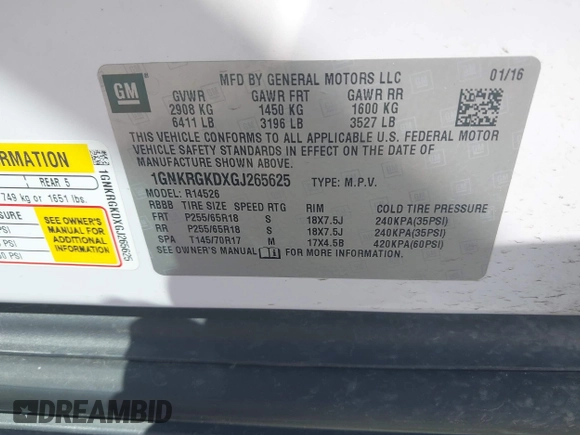 GM
MFD BY GENERAL MOTORS LLC 01/16
GVWR GAWR FRT GAWR RR
2908 KG 1450 KG 1600 KG
6411 LB 3196 LB 3527 LB
THIS VEHICLE CONFORMS TO ALL APPLICABLE U.S. FEDERAL MOTOR
VEHICLE SAFETY STANDARDS IN EFFECT ON THE DATE OF
MANUFACTURE SHOWN ABOVE.
1GNKRGKDXGJ265625 TYPE: M.P.V.
MODEL: R14526
RBBB TIRE SIZE SPEED RTG RIM COLD TIRE PRESSURE
FRT P255/65R18 S 18X7.5J 240KPA(35PSI)
RR P255/65R18 S 18X7.5J 240KPA(35PSI)
SPA T145/70R17 M 17X4.5B 420KPA(60PSI)
SEE OWNER'S MANUAL FOR MORE INFORMATION
REAR 5
749 kg or 1651 lbs.
SEE OWNER'S
MANUAL FOR
ADDITIONAL
INFORMATION
1GNKRGKDXGJ265625
DREAMBID